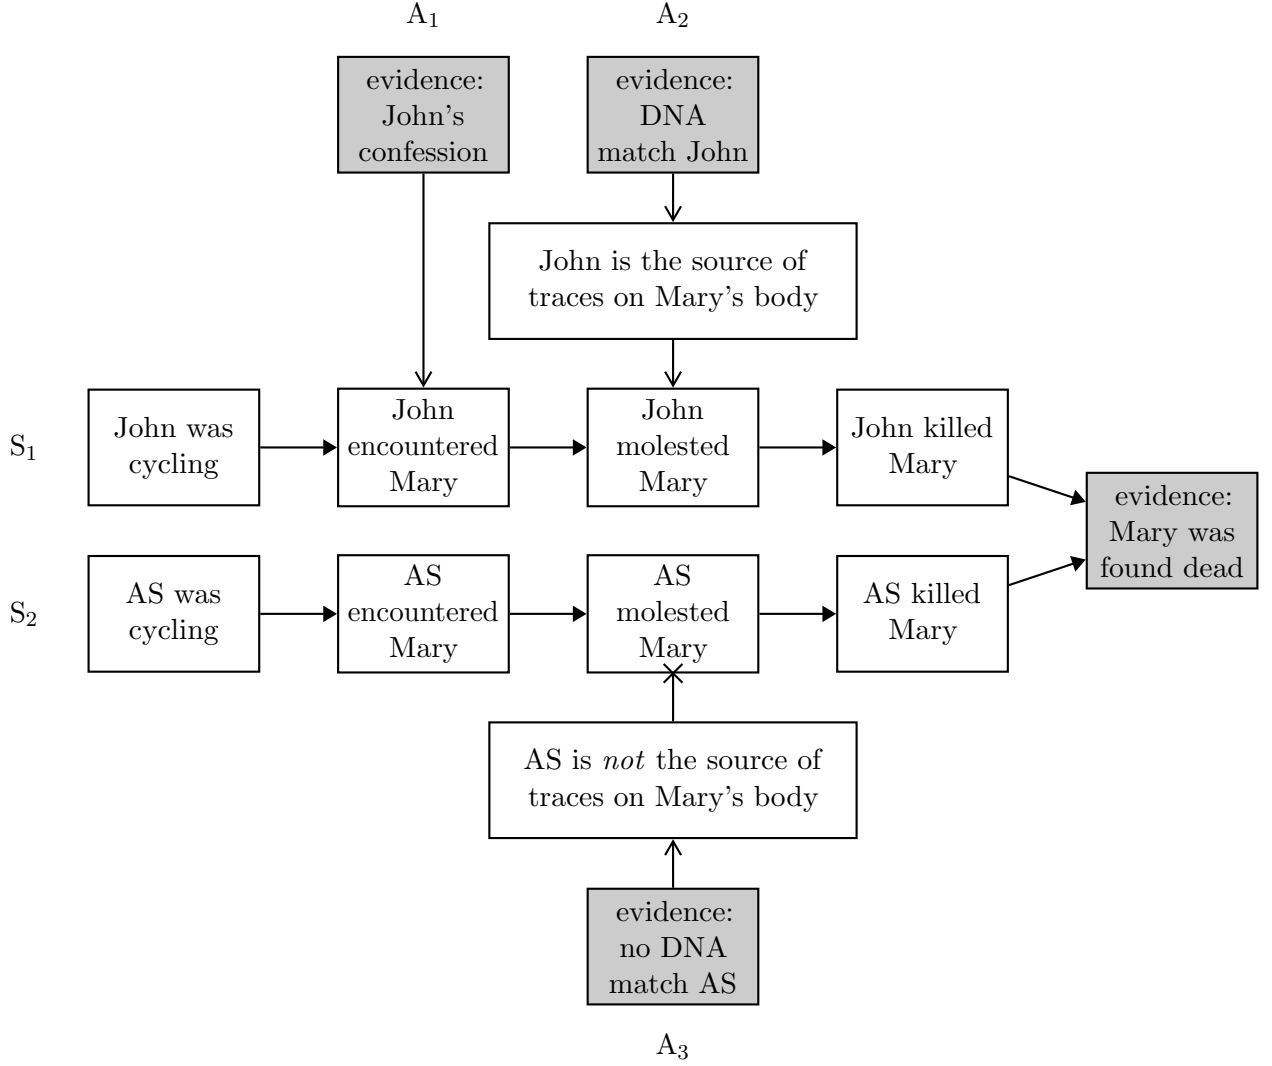 A₁
A₂
evidence:
John's
confession
evidence:
DNA
match John
John is the source of
traces on Mary's body
S₁
John was
cycling
John
encountered
Mary
John
molested
Mary
John killed
Mary
evidence:
Mary was
found dead
S₂
AS was
cycling
AS
encountered
Mary
AS
molested
Mary
AS killed
Mary
AS is not the source of
traces on Mary's body
evidence:
no DNA
match AS
A₃